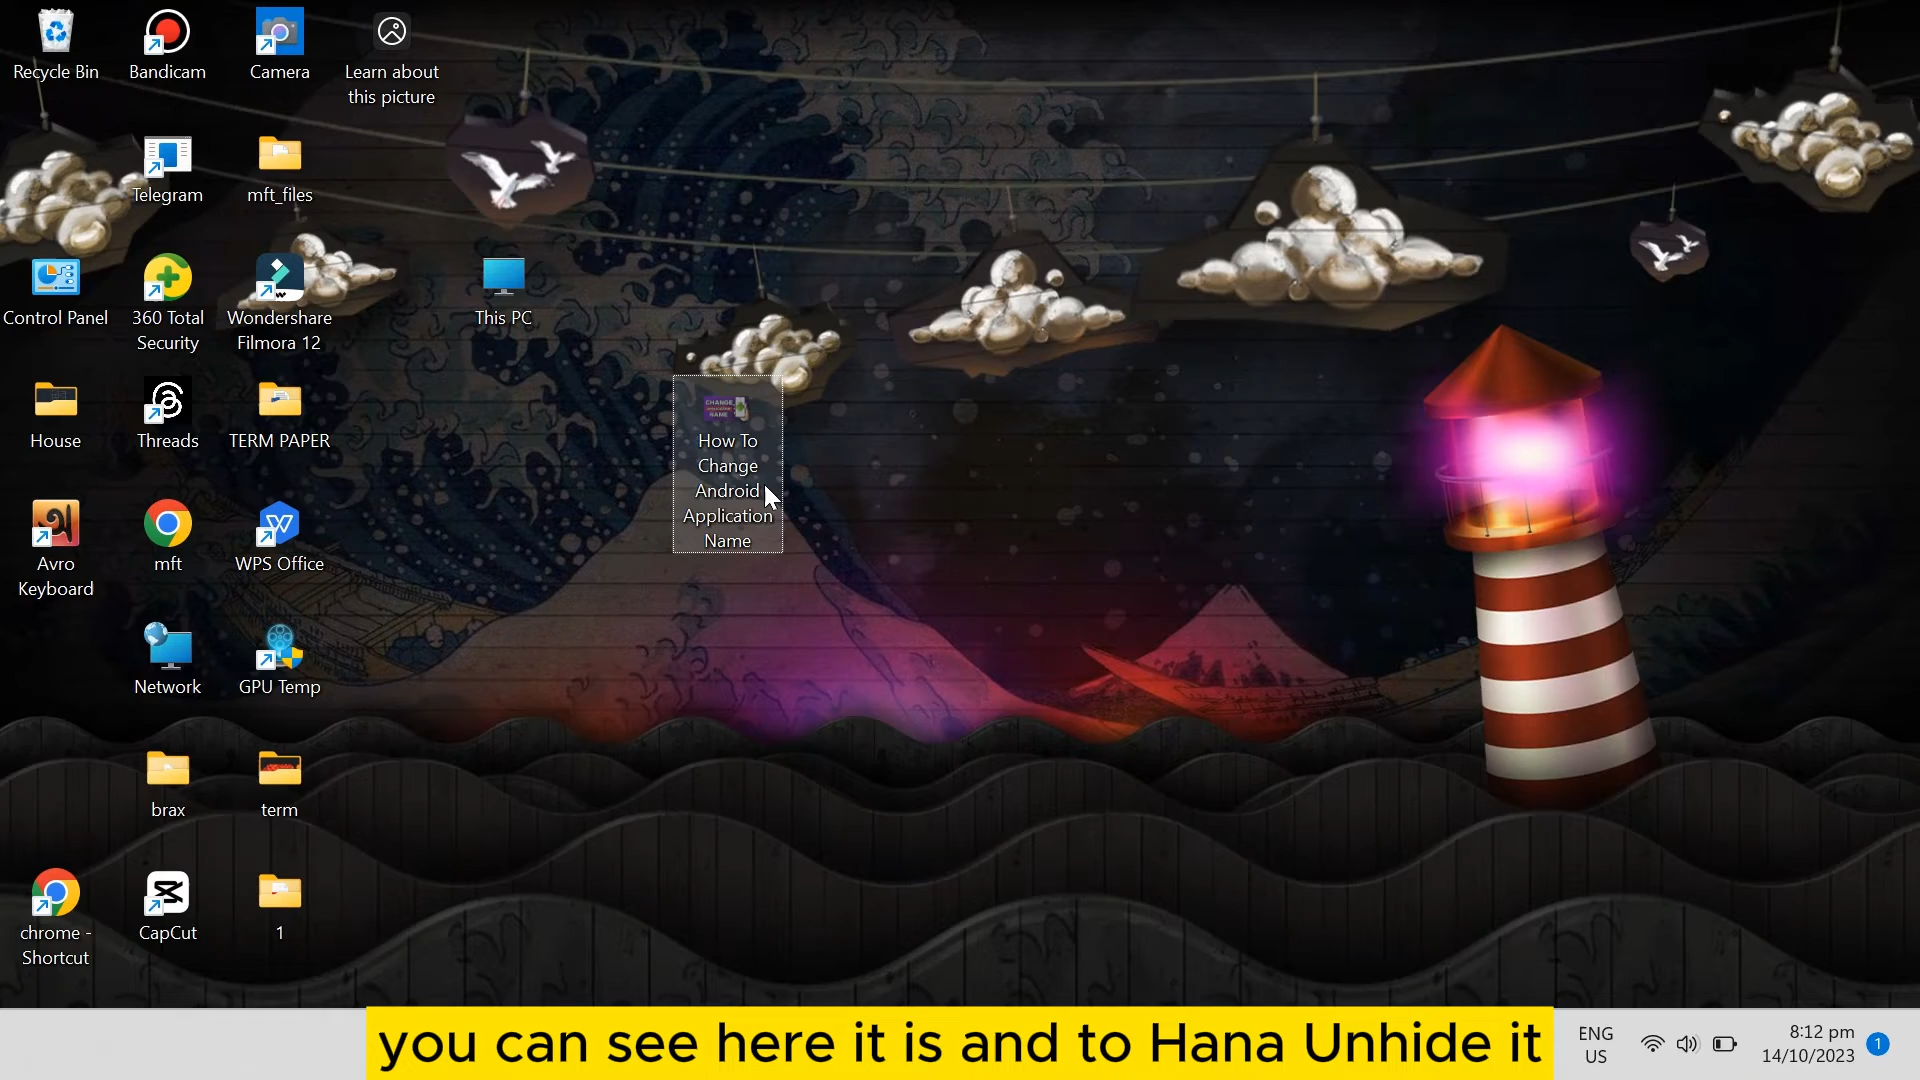 Recycle Bin
Bandicam
Camera
Learn about
this picture
Telegram
mft_files
Control Panel
360 Total
Security
Wondershare
Filmora 12
This PC
House
Threads
TERM PAPER
CHANGE
NAME
How To
Change
Android
Application
Name
Avro
Keyboard
mft
WPS Office
Network
GPU Temp
brax
term
chrome -
Shortcut
CapCut
1
you can see here it is and to Hana Unhide it
ENG
US
8:12 pm
14/10/2023
1